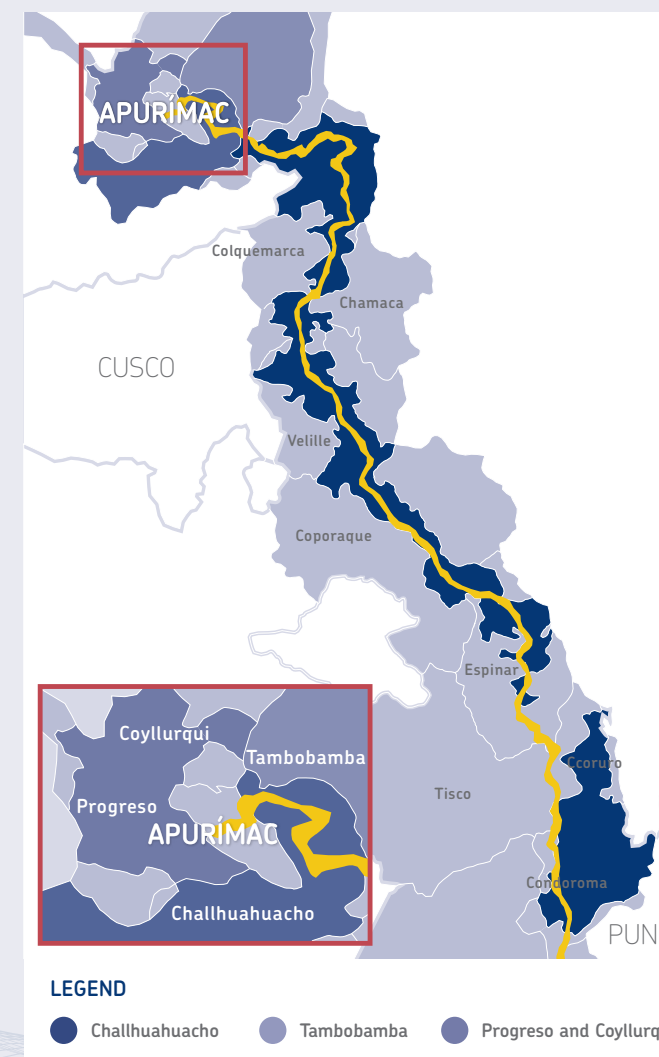 APURÍMAC
Colquemarca
Chamaca
CUSCO
Velille
Coporaque
Espinar
Coyllurqui
Tambobamba
Ccoruro
Progreso
Tisco
APURÍMAC
Condoroma
Challhuahuacho
PUN
LEGEND
Challhuahuacho Tambobamba Progreso and Coyllurq